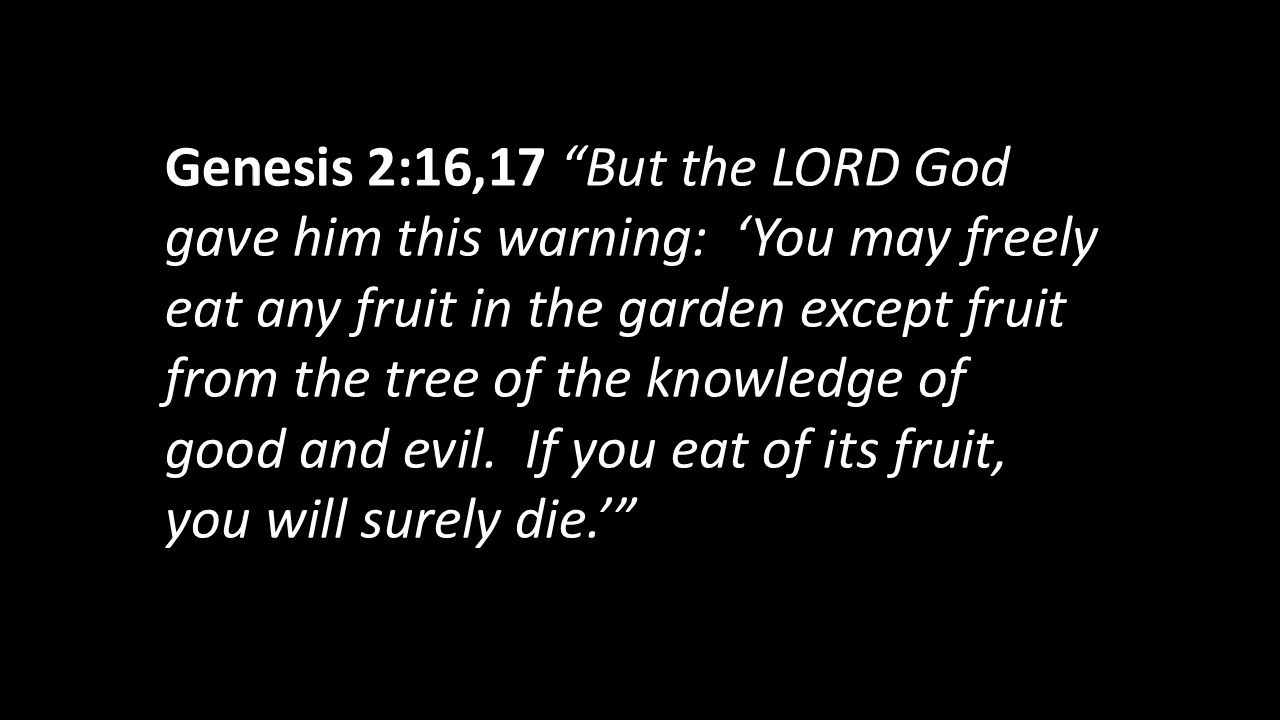 Genesis 2:16,17 “But the LORD God
gave him this warning:  ‘You may freely
eat any fruit in the garden except fruit
from the tree of the knowledge of
good and evil.  If you eat of its fruit,
you will surely die.’”